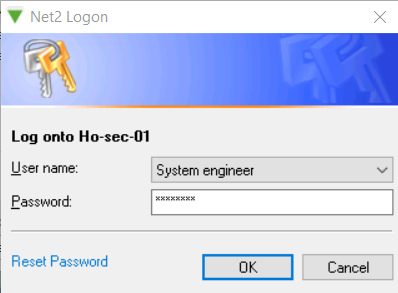 Net2 Logon
Log onto Ho-sec-01
User name:
System engineer
Password:
********
Reset Password
OK
Cancel